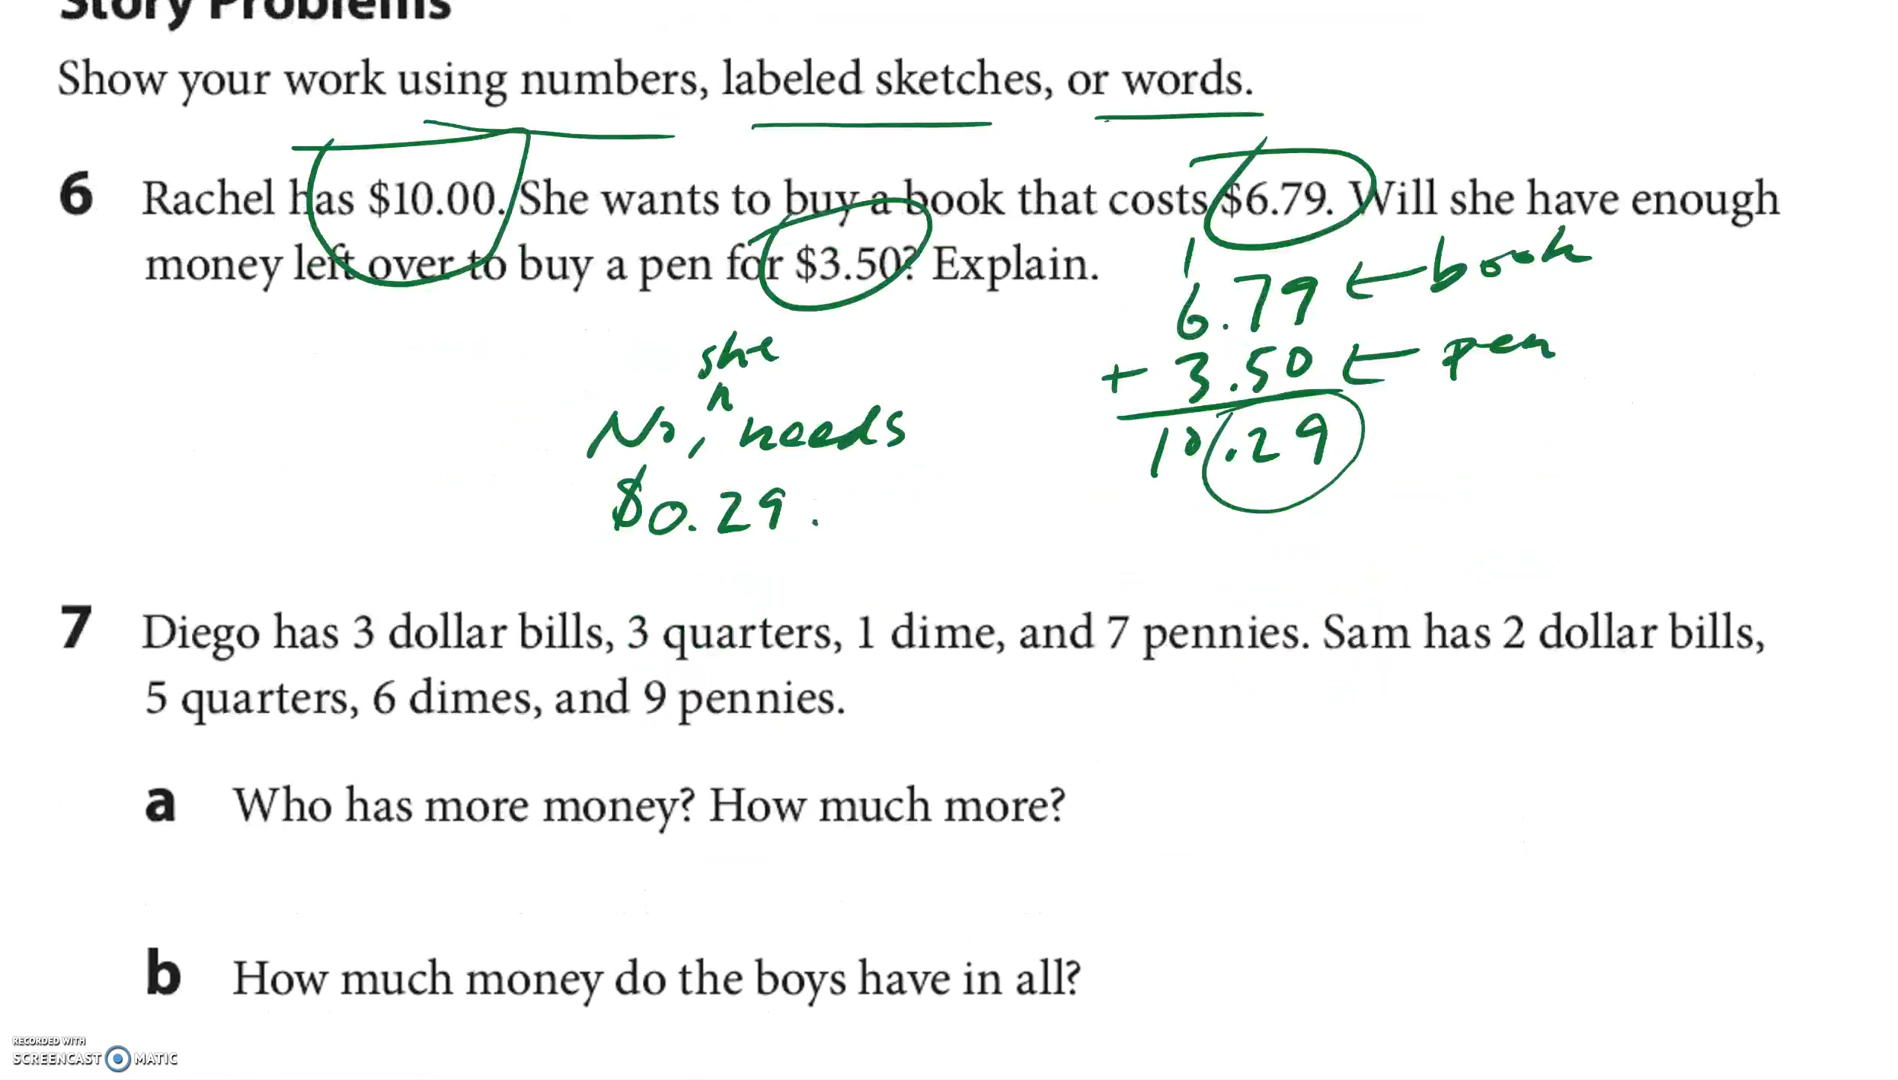 Story Problems
Show your work using numbers, labeled sketches, or words.
6 Rachel has $10.00. She wants to buy a book that costs $6.79. Will she have enough
money left over to buy a pen for $3.50? Explain.
1
6.79 ← book
+ 3.50 ← pen
10.29
she
No, ^ needs
$0.29.
7 Diego has 3 dollar bills, 3 quarters, 1 dime, and 7 pennies. Sam has 2 dollar bills,
5 quarters, 6 dimes, and 9 pennies.
a Who has more money? How much more?
b How much money do the boys have in all?
RECORDED WITH
SCREENCAST MATIC